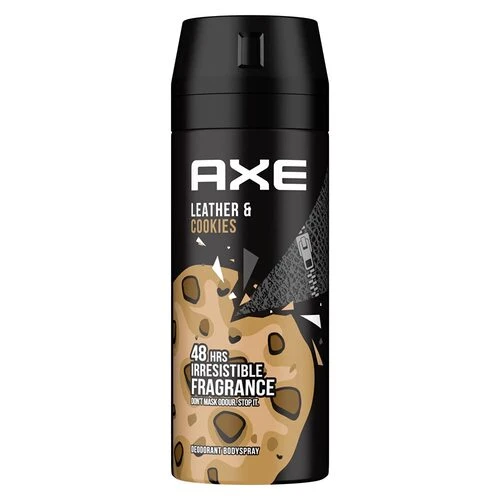 AXE
LEATHER &
COOKIES
48 HRS
IRRESISTIBLE
FRAGRANCE
DON'T MASK ODOUR. STOP IT.
DEODORANT BODYSPRAY